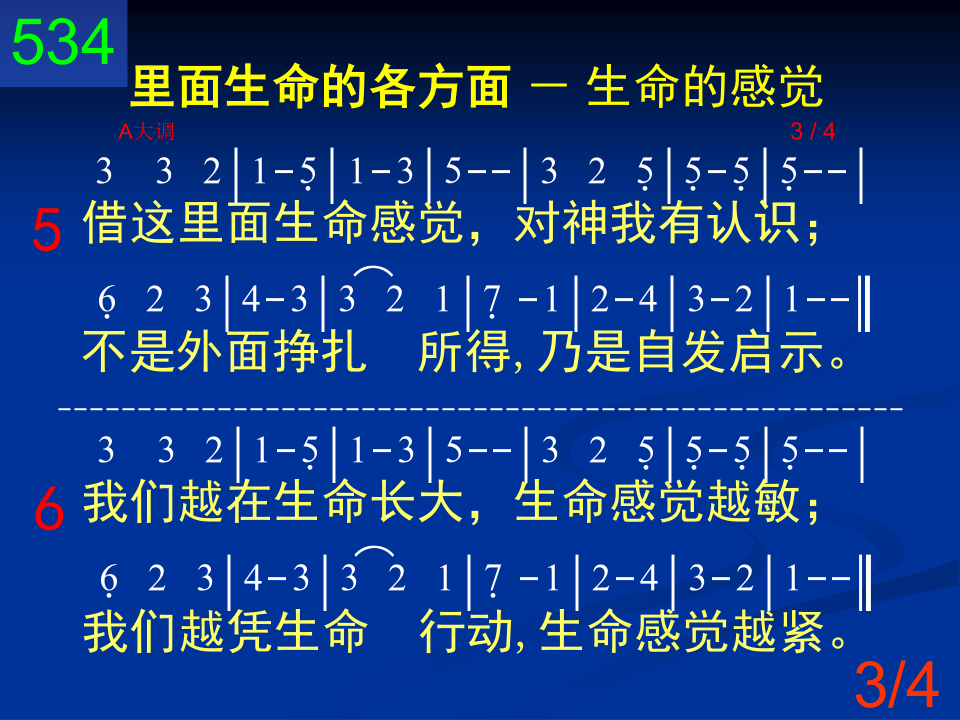 534
里面生命的各方面 － 生命的感觉
A大调 3 / 4
3 3 2|1-5̣|1-3|5--|3 2 5̣|5̣-5̣|5̣--|
5 借这里面生命感觉，对神我有认识；
6̣ 2 3|4-3|3 2 1|7̣ -1|2-4|3-2|1--‖
不是外面挣扎 所得,乃是自发启示。
3 3 2|1-5̣|1-3|5--|3 2 5̣|5̣-5̣|5̣--|
6 我们越在生命长大，生命感觉越敏；
6̣ 2 3|4-3|3 2 1|7̣ -1|2-4|3-2|1--‖
我们越凭生命 行动,生命感觉越紧。
3/4